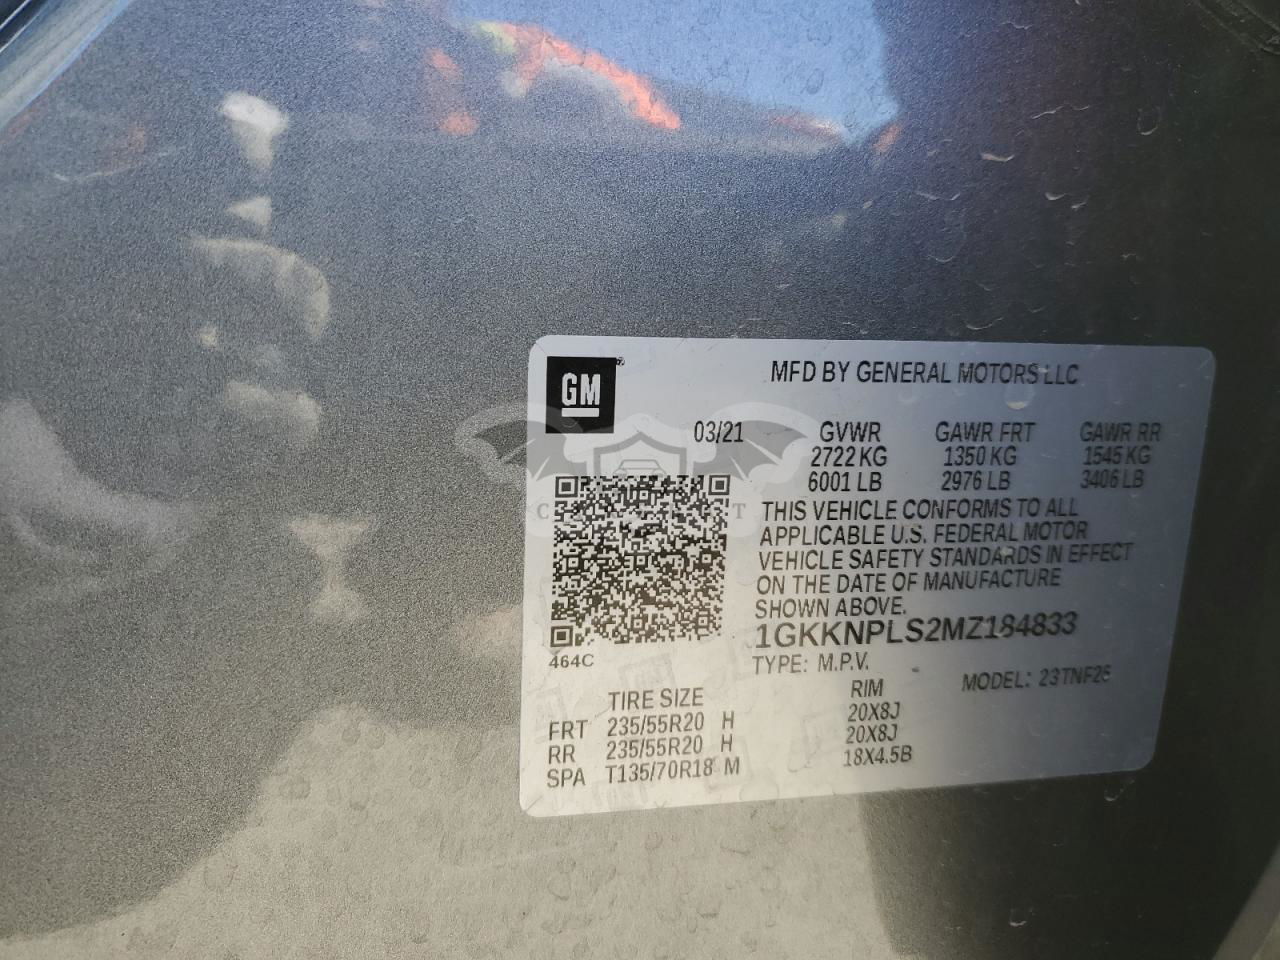 GM
MFD BY GENERAL MOTORS LLC
03/21 GVWR GAWR FRT GAWR RR
2722 KG 1350 KG 1545 KG
6001 LB 2976 LB 3406 LB
THIS VEHICLE CONFORMS TO ALL
APPLICABLE U.S. FEDERAL MOTOR
VEHICLE SAFETY STANDARDS IN EFFECT
ON THE DATE OF MANUFACTURE
SHOWN ABOVE.
1GKKNPLS2MZ184833
464C
TYPE: M.P.V. MODEL: 23TNF26
TIRE SIZE RIM
FRT 235/55R20 H 20X8J
RR 235/55R20 H 20X8J
SPA T135/70R18 M 18X4.5B